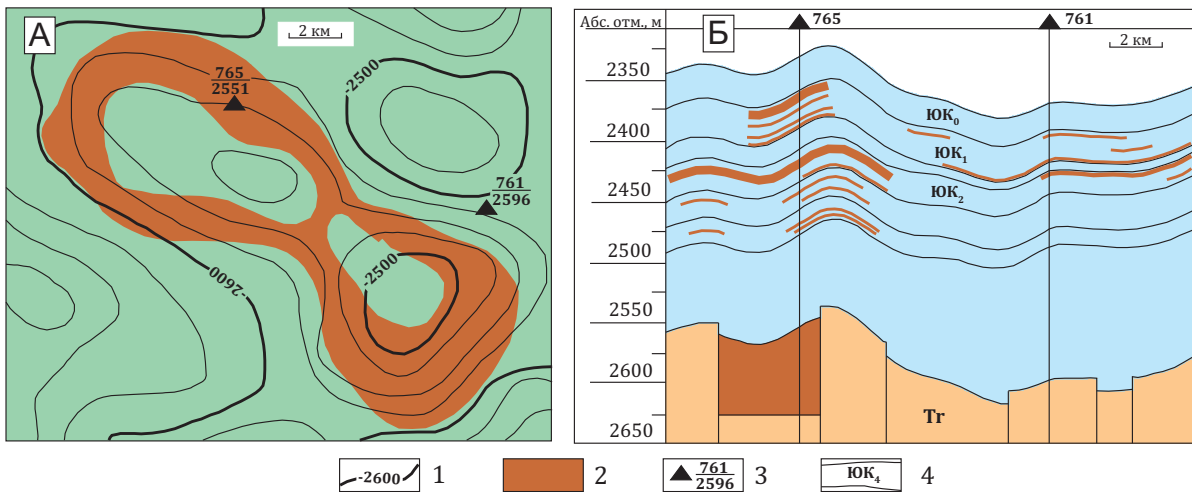 А
2 км
765
2551
-2500
761
2596
-2500
-2600
Абс. отм., м
Б
765
761
2 км
2350
2400
2450
2500
2550
2600
2650
ЮК₀
ЮК₁
ЮК₂
Tr
-2600 1
2
761
2596 3
ЮК₄ 4